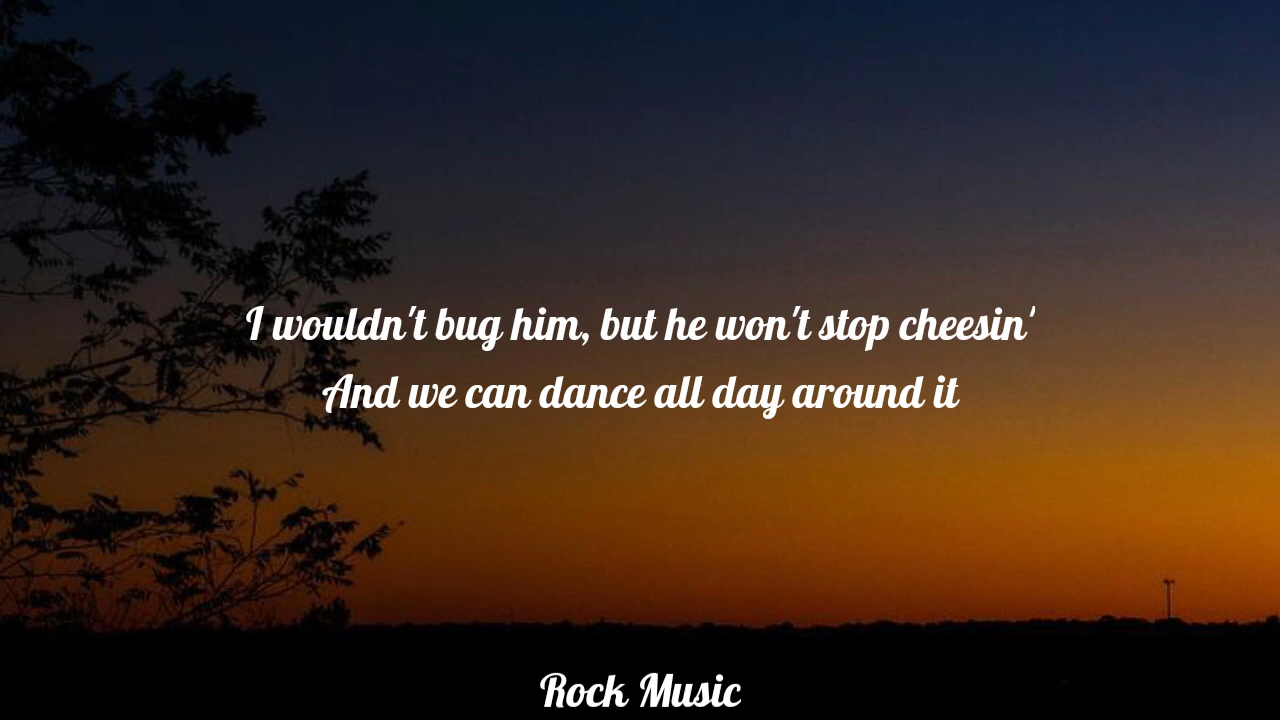 I wouldn't bug him, but he won't stop cheesin'
And we can dance all day around it
Rock Music